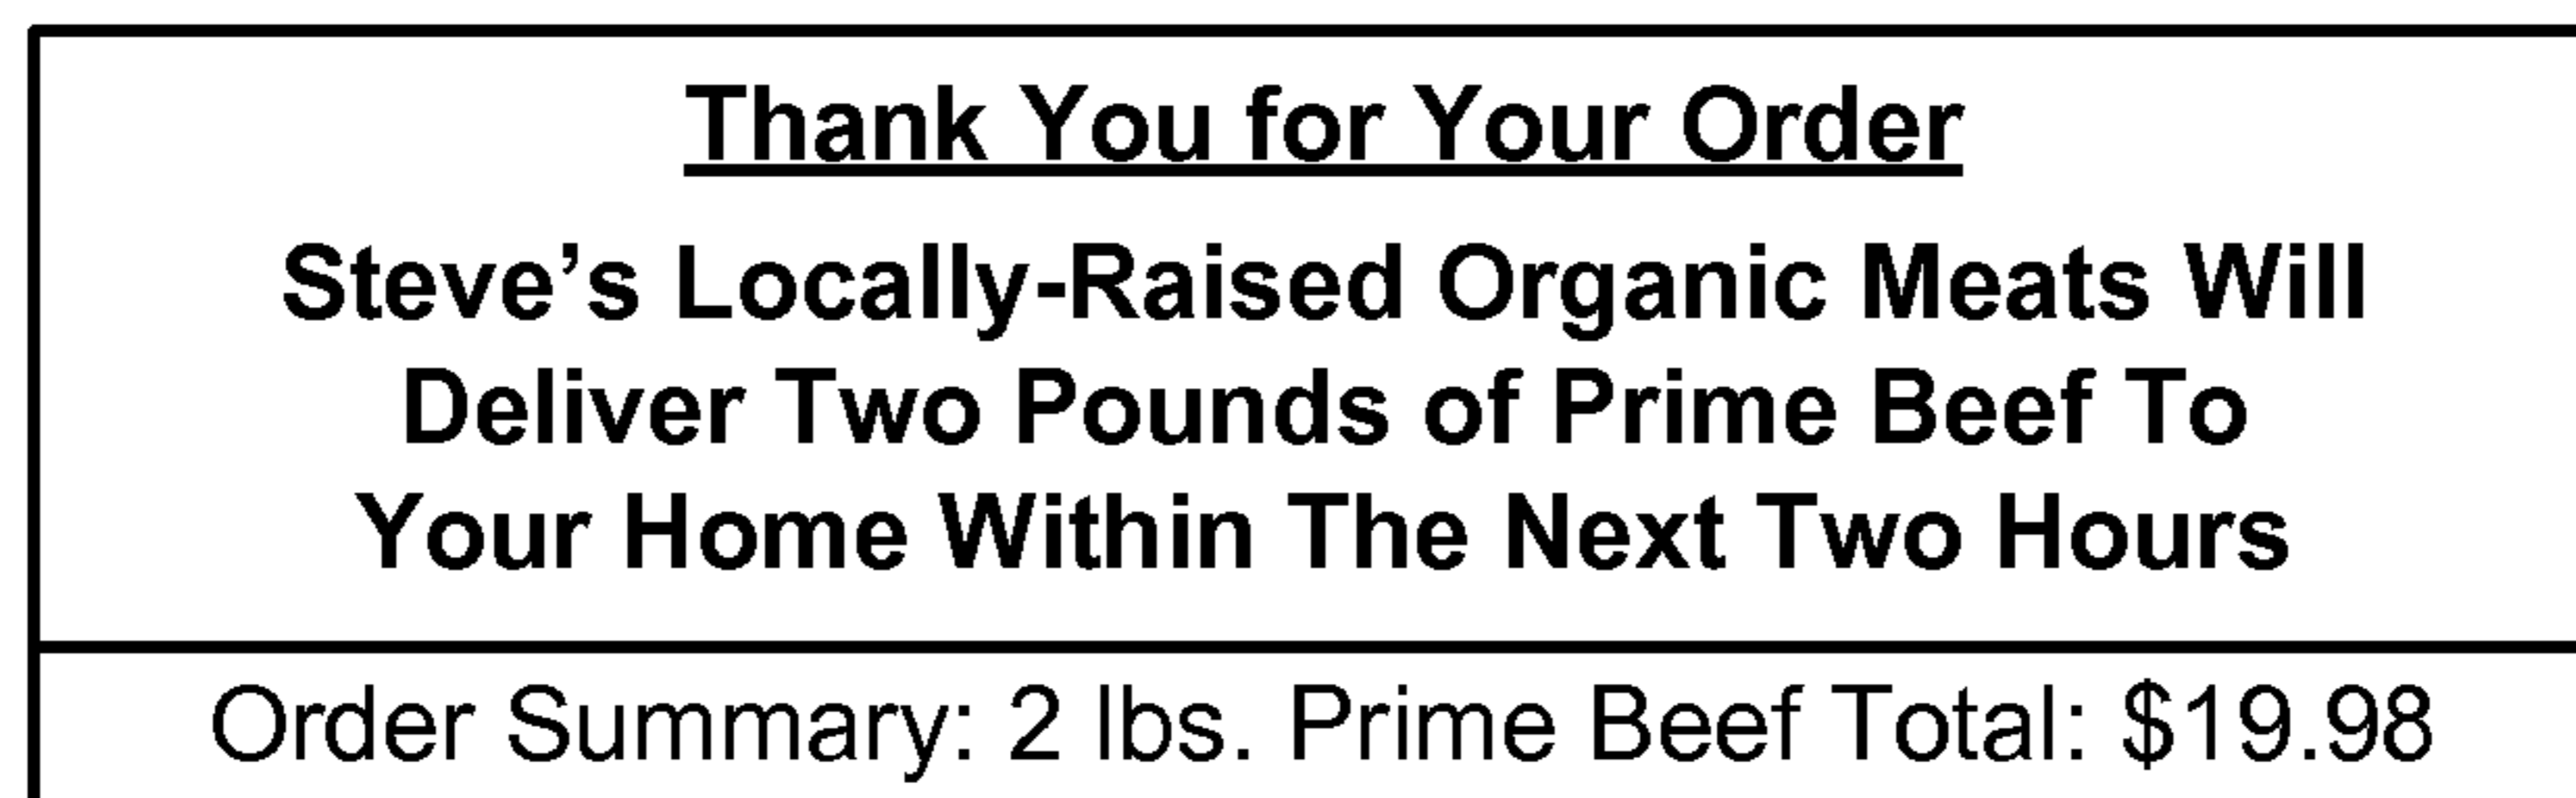 Thank You for Your Order
Steve’s Locally-Raised Organic Meats Will
Deliver Two Pounds of Prime Beef To
Your Home Within The Next Two Hours
Order Summary: 2 lbs. Prime Beef Total: $19.98